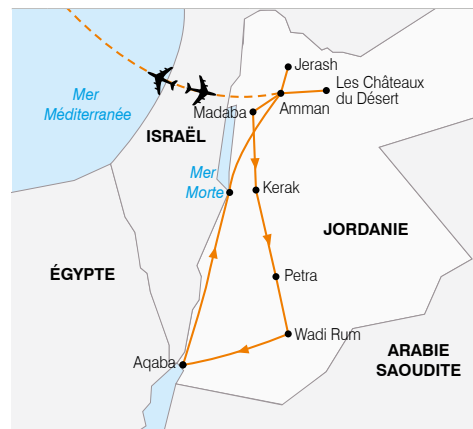 Jerash
Les Châteaux
du Désert
Mer
Méditerranée
Madaba
Amman
ISRAËL
Mer
Morte
Kerak
JORDANIE
ÉGYPTE
Petra
Wadi Rum
Aqaba
ARABIE
SAOUDITE